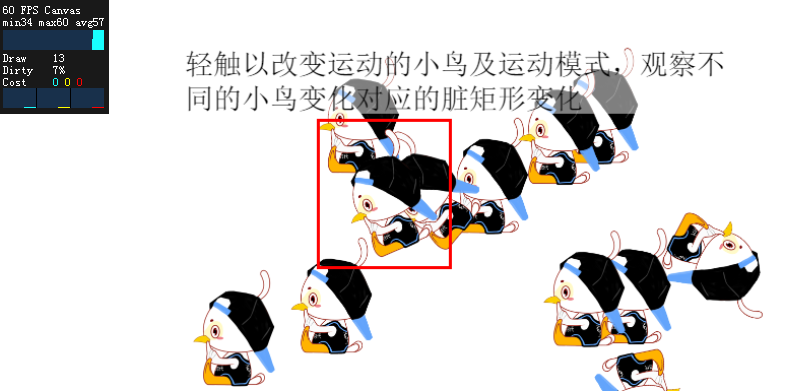 60 FPS Canvas
min34 max60 avg57
Draw 13
Dirty 7%
Cost 0 0 0
轻触以改变运动的小鸟及运动模式，观察不
同的小鸟变化对应的脏矩形变化